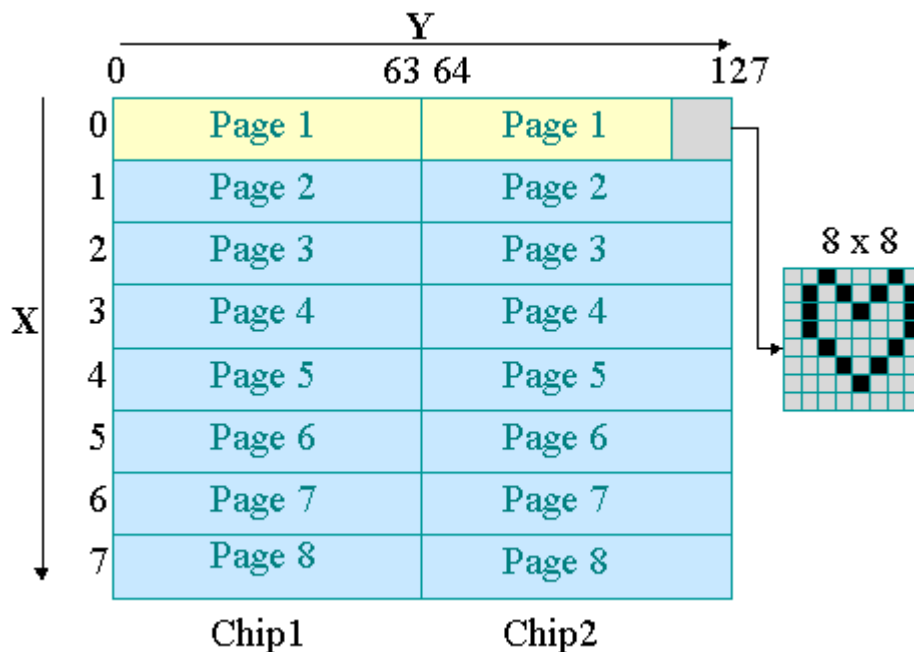 Y
0 63 64 127
0 Page 1 Page 1
1 Page 2 Page 2
2 Page 3 Page 3
8 x 8
X
3 Page 4 Page 4
4 Page 5 Page 5
5 Page 6 Page 6
6 Page 7 Page 7
7 Page 8 Page 8
Chip1 Chip2